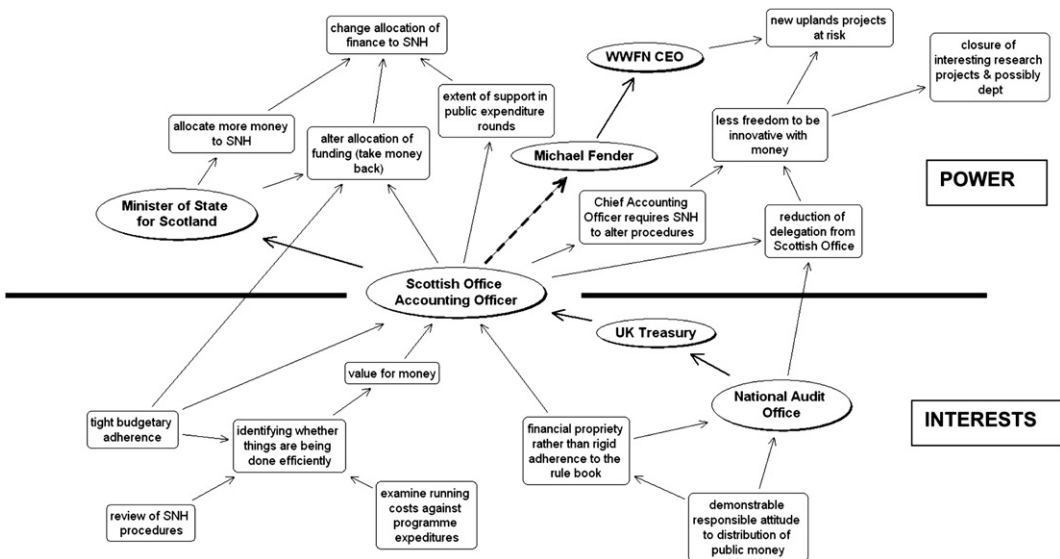 change allocation of
finance to SNH
new uplands projects
at risk
WWFN CEO
closure of
interesting research
projects & possibly
dept
extent of support in
public expenditure
rounds
allocate more money
to SNH
alter allocation of
funding (take money
back)
less freedom to be
innovative with
money
Michael Fender
POWER
Minister of State
for Scotland
Chief Accounting
Officer requires SNH
to alter procedures
reduction of
delegation from
Scottish Office
Scottish Office
Accounting Officer
UK Treasury
value for money
National Audit
Office
INTERESTS
tight budgetary
adherence
identifying whether
things are being
done efficiently
financial propriety
rather than rigid
adherence to the
rule book
review of SNH
procedures
examine running
costs against
programme
expeditures
demonstrable
responsible attitude
to distribution of
public money